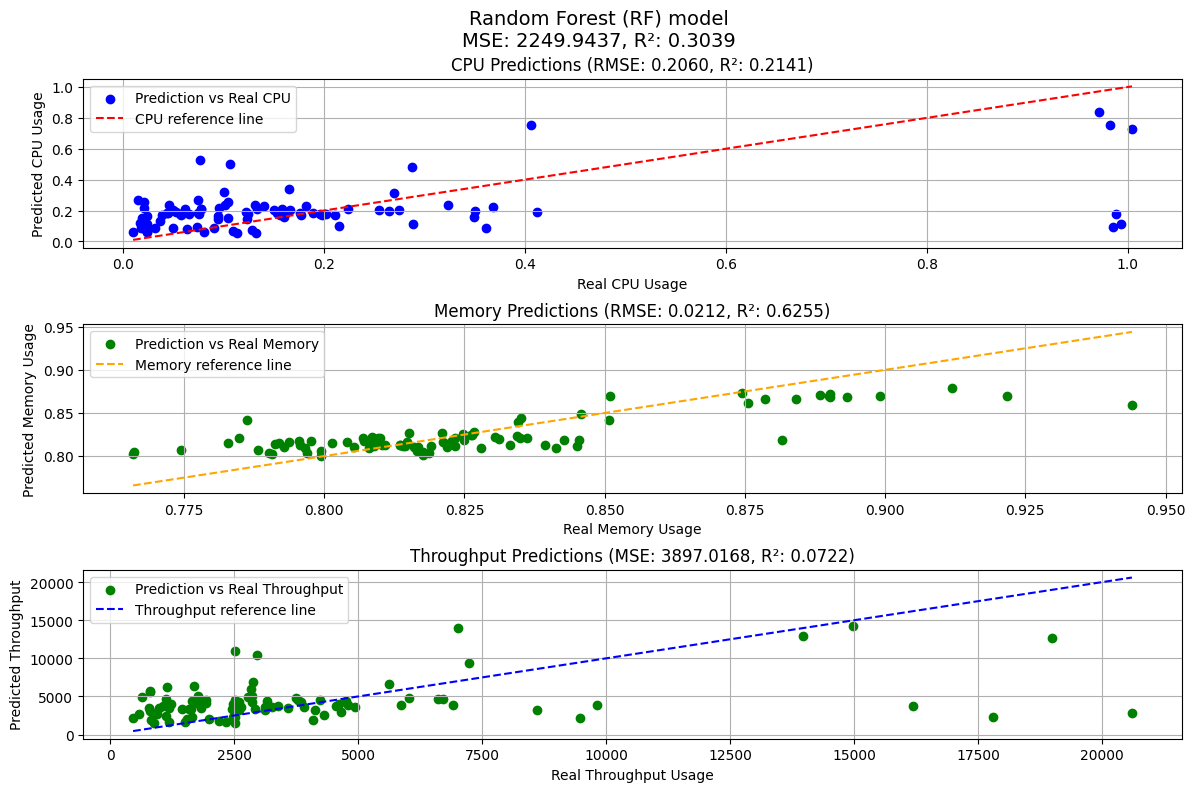 Random Forest (RF) model
MSE: 2249.9437, R²: 0.3039
CPU Predictions (RMSE: 0.2060, R²: 0.2141)
Predicted CPU Usage
1.0
0.8
0.6
0.4
0.2
0.0
Prediction vs Real CPU
CPU reference line
0.0 0.2 0.4 0.6 0.8 1.0
Real CPU Usage
Memory Predictions (RMSE: 0.0212, R²: 0.6255)
Predicted Memory Usage
0.95
0.90
0.85
0.80
Prediction vs Real Memory
Memory reference line
0.775 0.800 0.825 0.850 0.875 0.900 0.925 0.950
Real Memory Usage
Throughput Predictions (MSE: 3897.0168, R²: 0.0722)
Predicted Throughput
20000
15000
10000
5000
0
Prediction vs Real Throughput
Throughput reference line
0 2500 5000 7500 10000 12500 15000 17500 20000
Real Throughput Usage